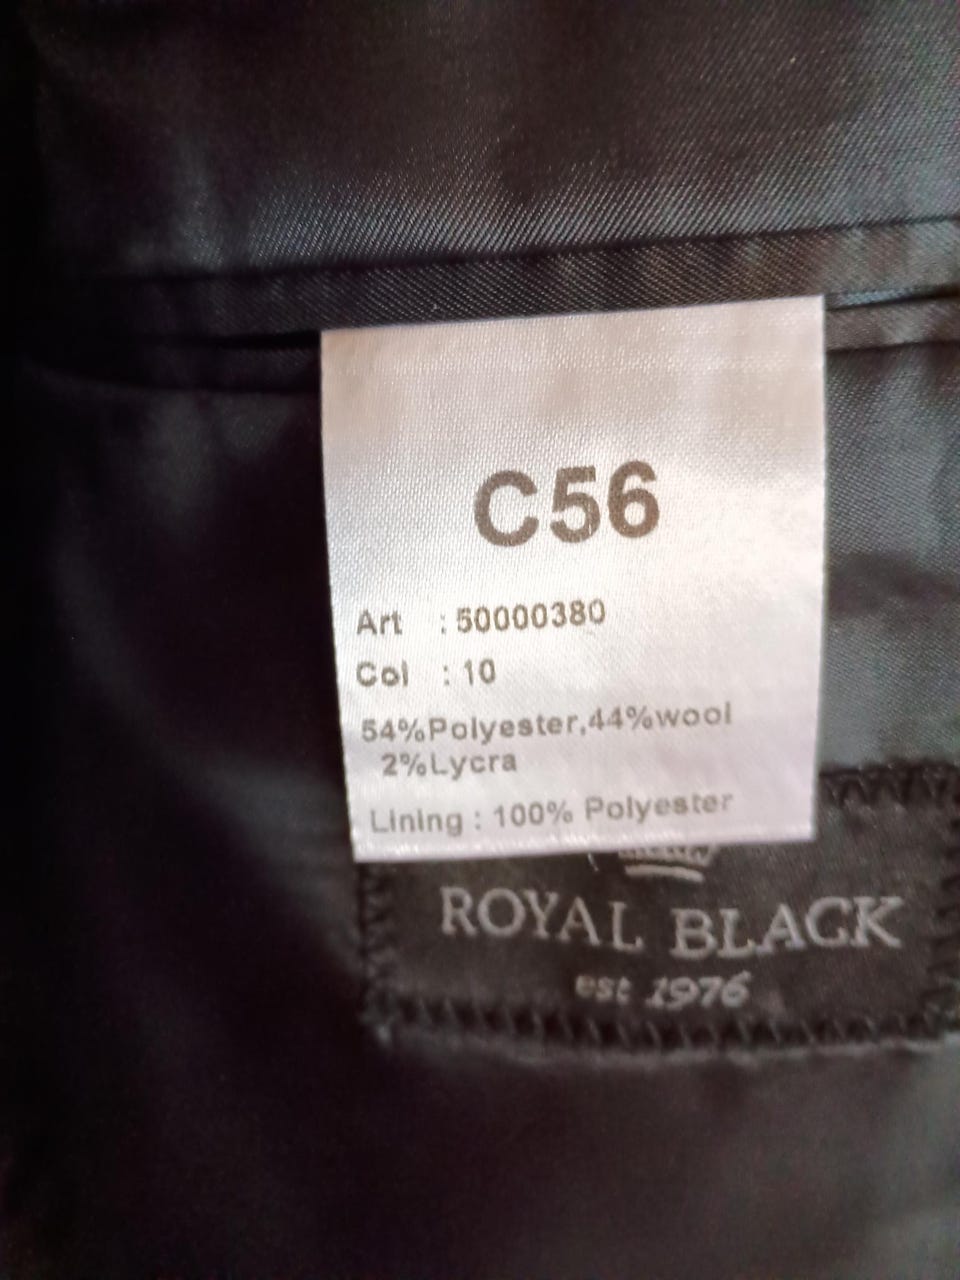 C56
Art : 50000380
Col : 10
54%Polyester,44%wool
2%Lycra
Lining : 100% Polyester
ROYAL BLACK
est 1976